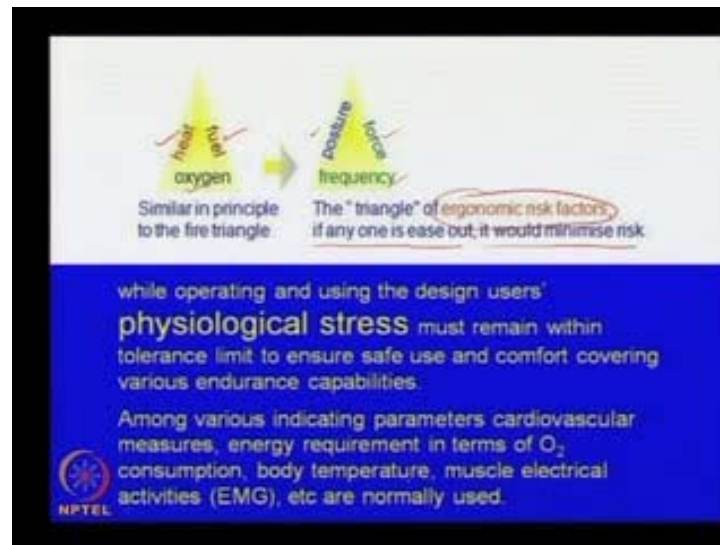 heat
fuel
oxygen
posture
force
frequency
Similar in principle
to the fire triangle
The "triangle" of ergonomic risk factors,
if any one is ease out, it would minimise risk
while operating and using the design users'
physiological stress must remain within
tolerance limit to ensure safe use and comfort covering
various endurance capabilities.
Among various indicating parameters cardiovascular
measures, energy requirement in terms of O2
consumption, body temperature, muscle electrical
activities (EMG), etc are normally used.
NPTEL